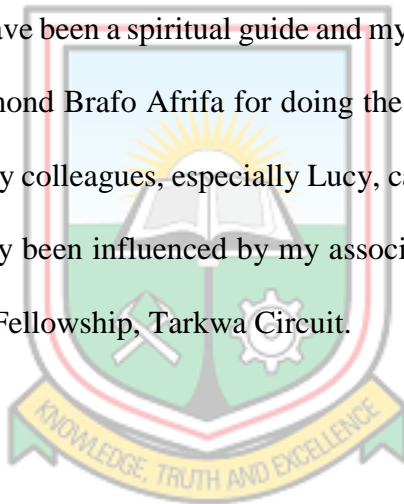 ave been a spiritual guide and my
mond Brafo Afrifa for doing the
y colleagues, especially Lucy, ca
y been influenced by my associ
Fellowship, Tarkwa Circuit.
KNOWLEDGE, TRUTH AND EXCELLENCE